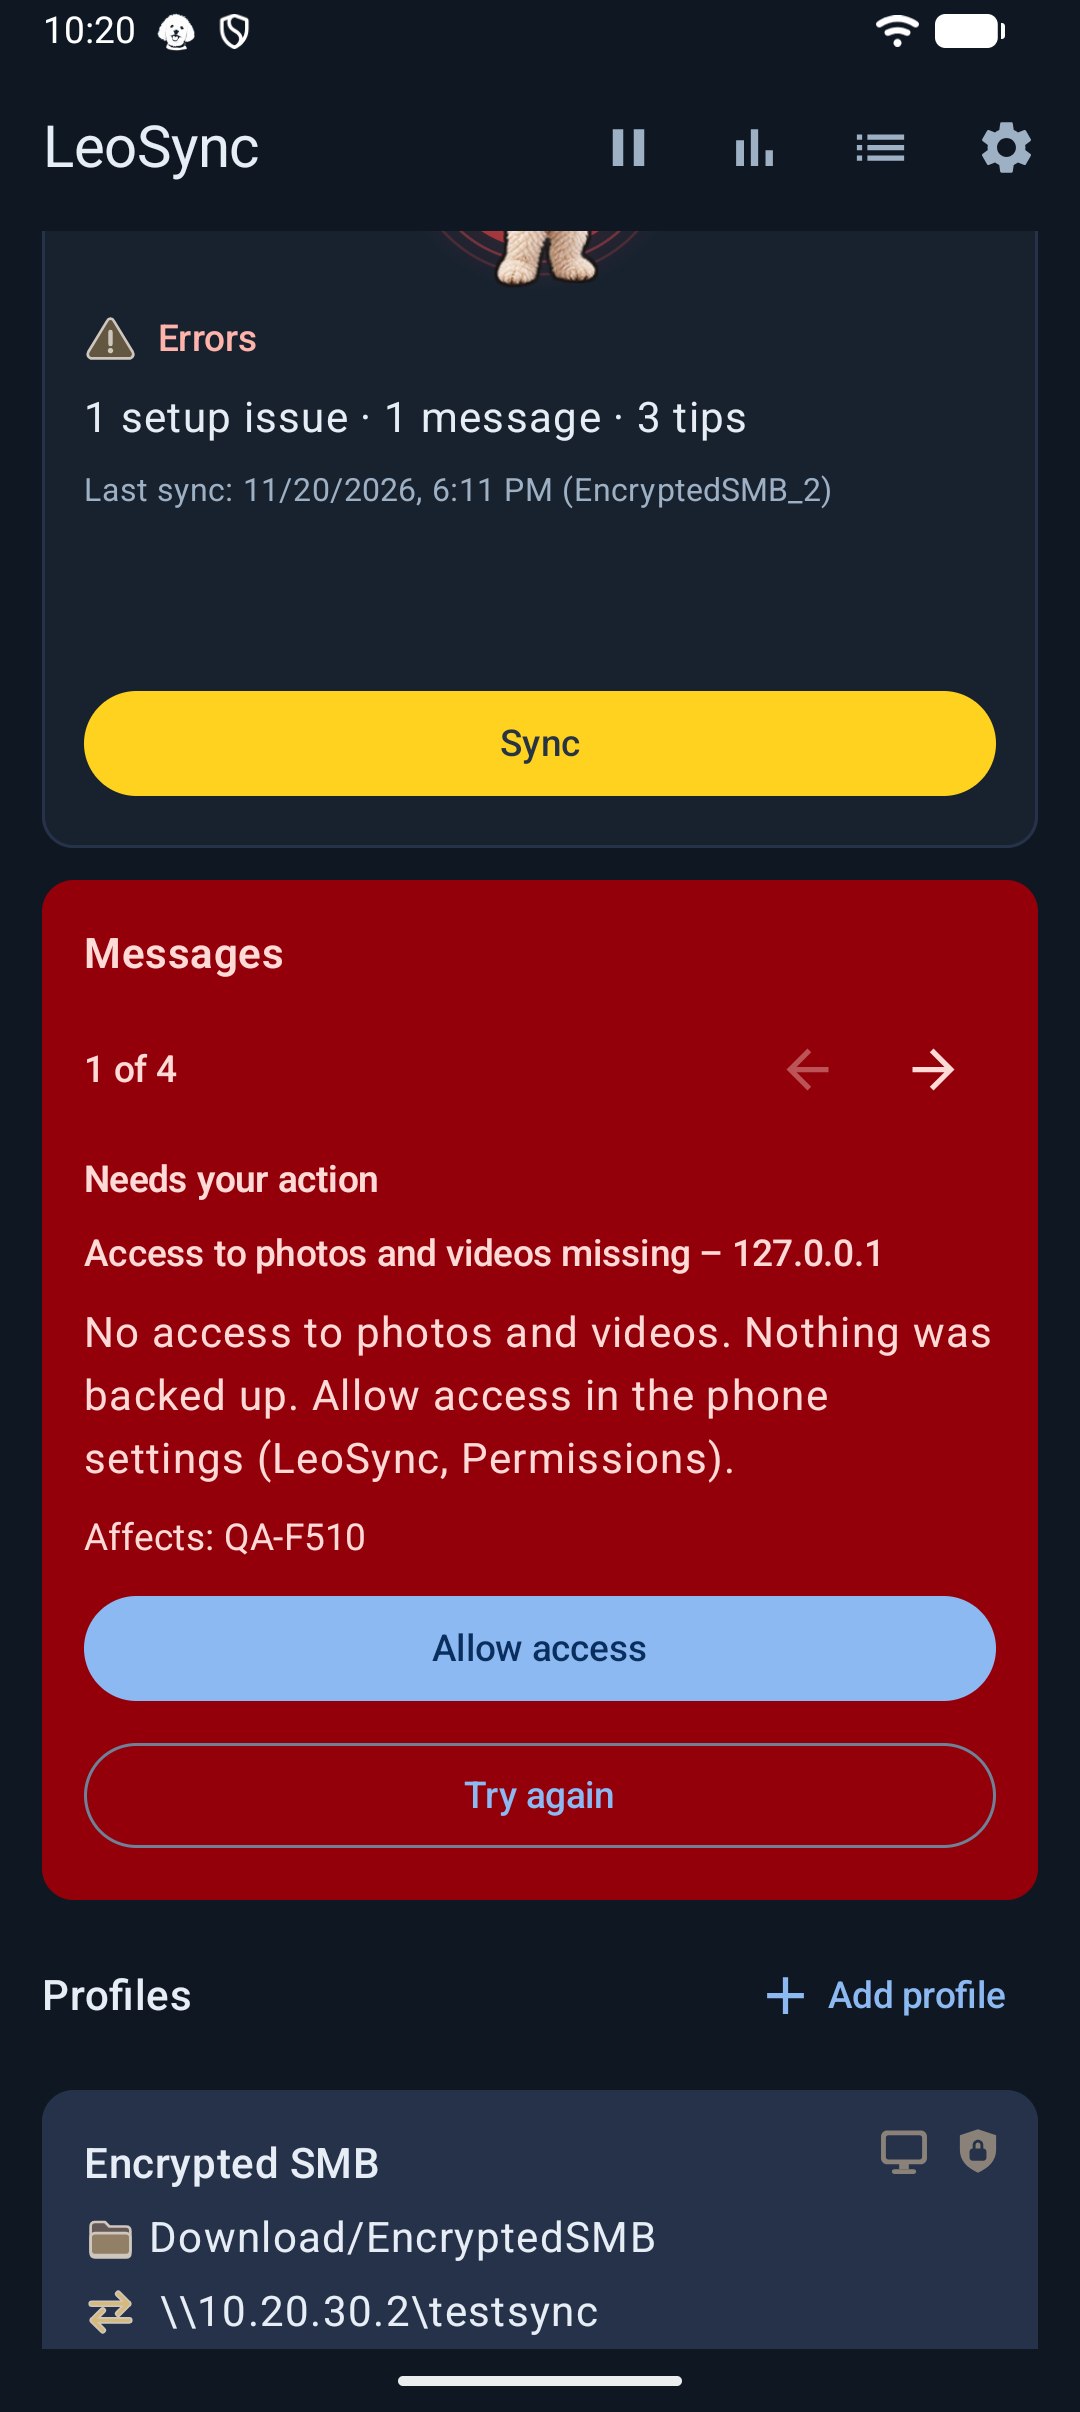 10:20
LeoSync
Errors
1 setup issue · 1 message · 3 tips
Last sync: 11/20/2026, 6:11 PM (EncryptedSMB_2)
Sync
Messages
1 of 4
Needs your action
Access to photos and videos missing – 127.0.0.1
No access to photos and videos. Nothing was
backed up. Allow access in the phone
settings (LeoSync, Permissions).
Affects: QA-F510
Allow access
Try again
Profiles
Add profile
Encrypted SMB
Download/EncryptedSMB
\\10.20.30.2\testsync